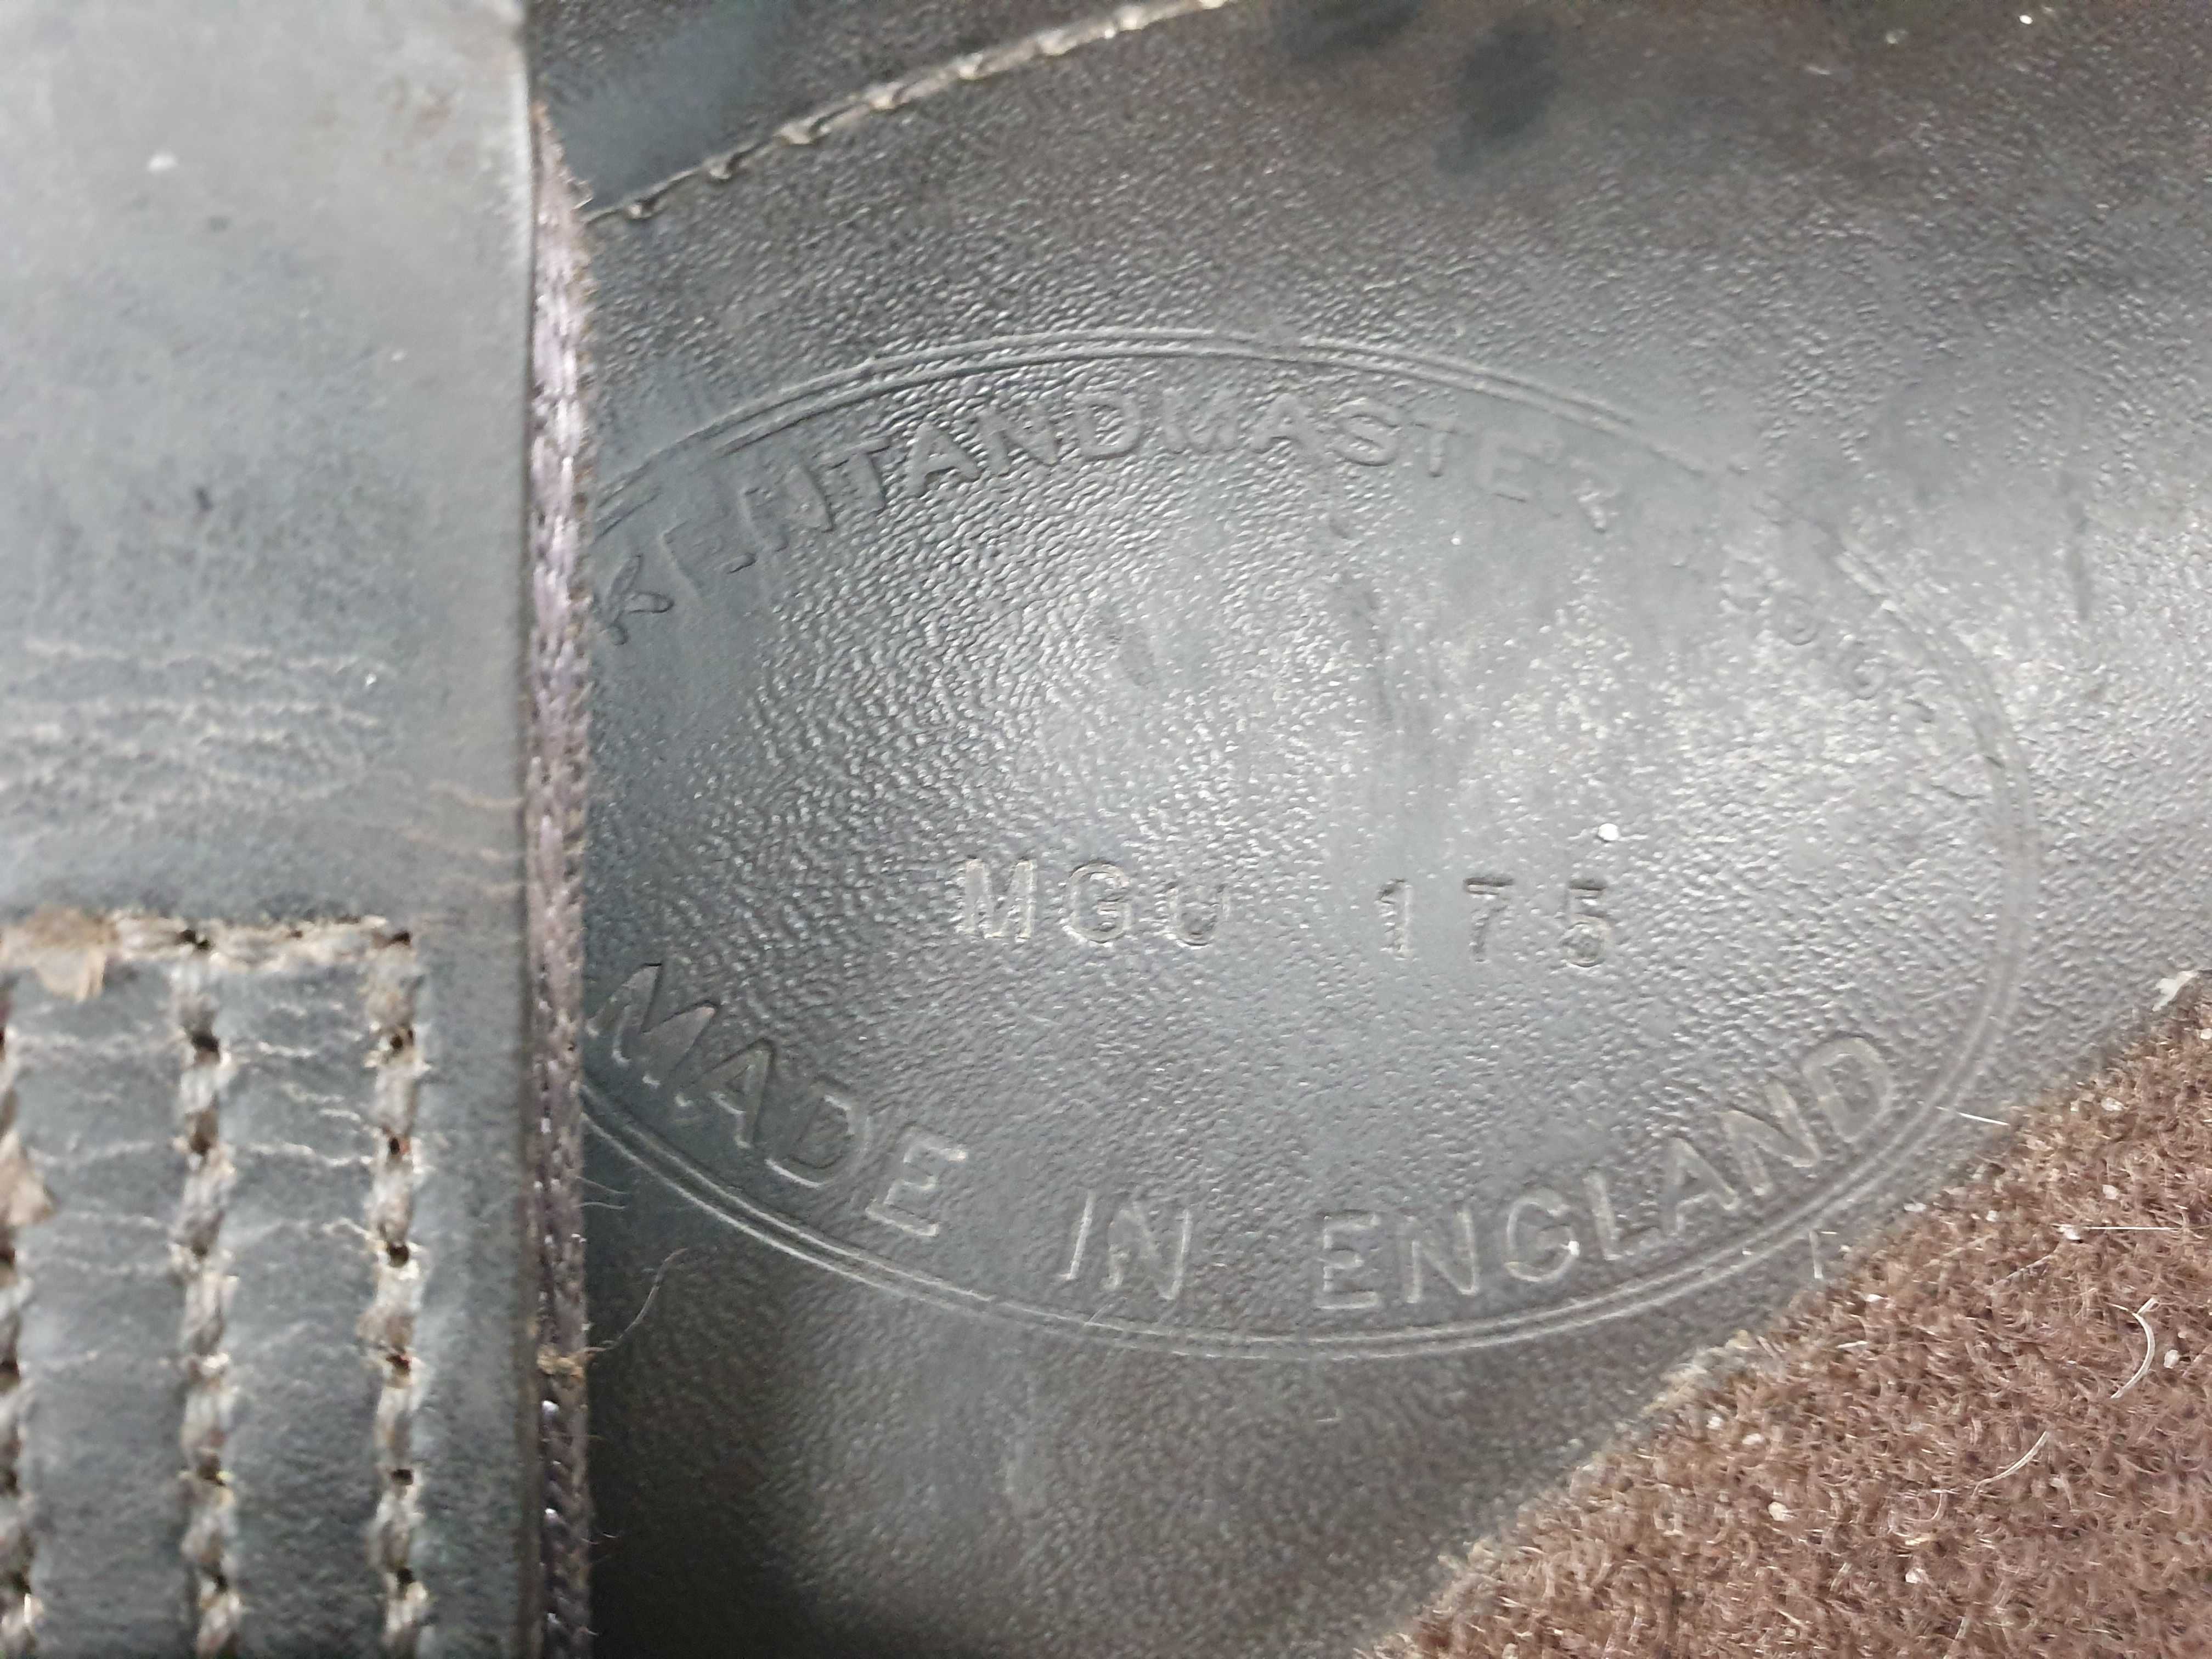 KENTANDMASTER
MGU 175
MADE IN ENGLAND